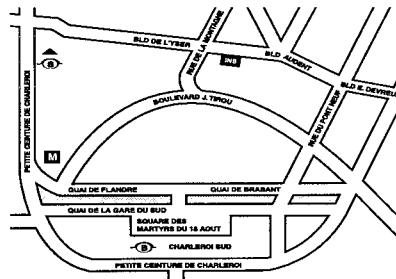 BLD DE L'YSER
RUE DE LA MONTAGNE
BLD AUDENT
INB
B
BLD E. DEVREUX
PETITE CEINTURE DE CHARLEROI
BOULEVARD J. TIROU
RUE DU PONT NEUF
M
QUAI DE FLANDRE
QUAI DE BRABANT
QUAI DE LA GARE DU SUD
SQUARE DES
MARTYRS DU 18 AOUT
B
CHARLEROI SUD
PETITE CEINTURE DE CHARLEROI